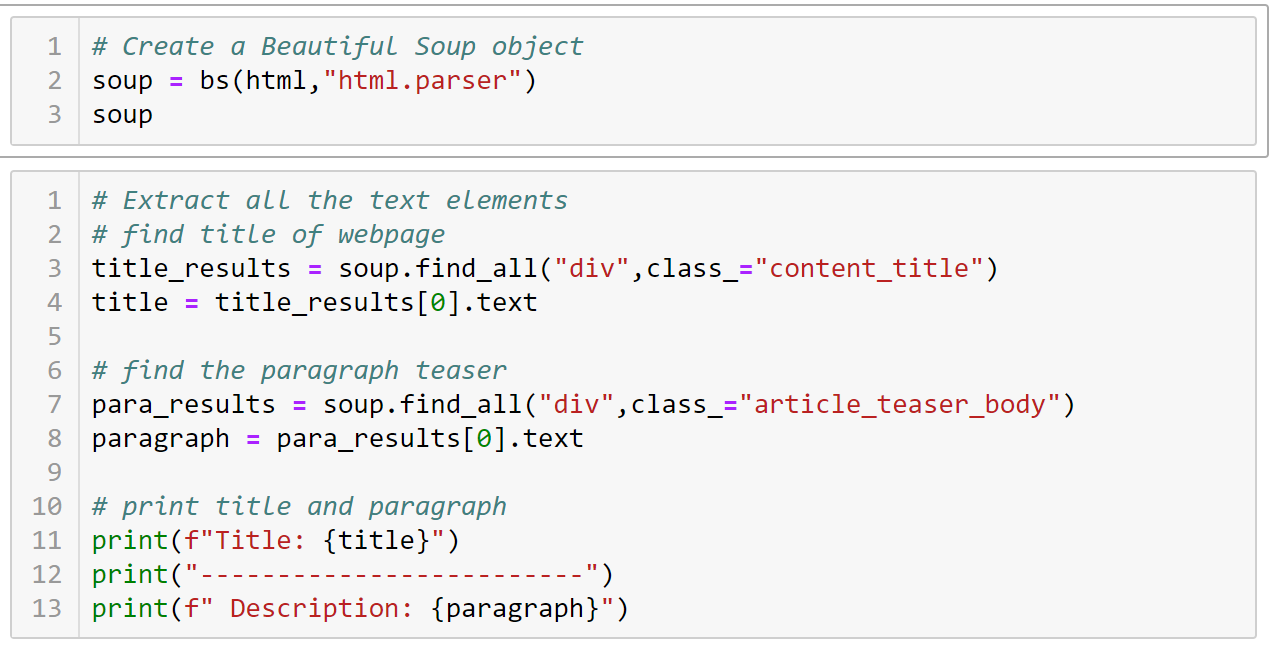 1 # Create a Beautiful Soup object
2 soup = bs(html,"html.parser")
3 soup
1 # Extract all the text elements
2 # find title of webpage
3 title_results = soup.find_all("div",class_="content_title")
4 title = title_results[0].text
5
6 # find the paragraph teaser
7 para_results = soup.find_all("div",class_="article_teaser_body")
8 paragraph = para_results[0].text
9
10 # print title and paragraph
11 print(f"Title: {title}")
12 print("-------------------------")
13 print(f" Description: {paragraph}")